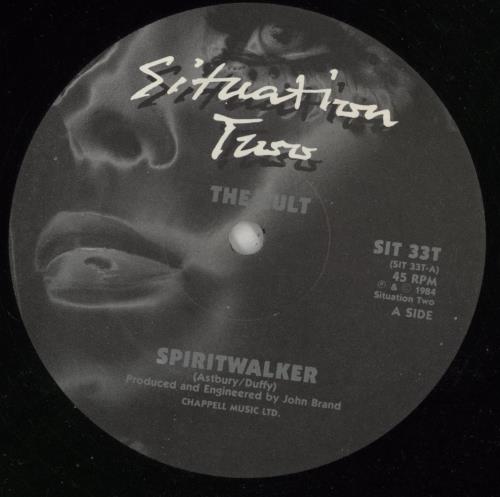 Situation
Two
THE CULT
SIT 33T
(SIT 33T-A)
45 RPM
℗ & © 1984
Situation Two
A SIDE
SPIRITWALKER
(Astbury/Duffy)
Produced and Engineered by John Brand
CHAPPELL MUSIC LTD.